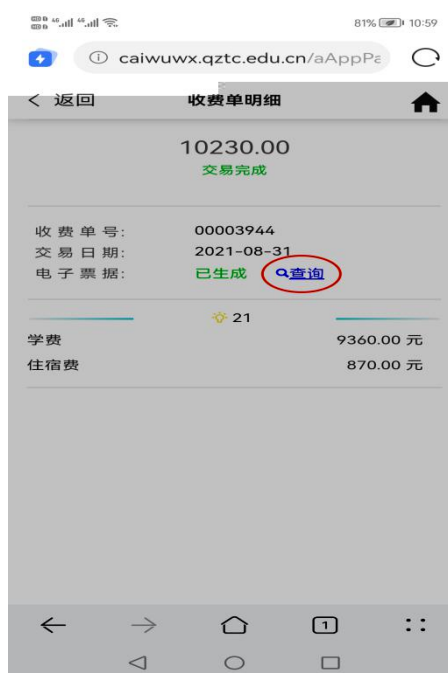 81% 10:59
caiwuwx.qztc.edu.cn/aAppPa
< 返回 收费单明细
10230.00
交易完成
收费单号: 00003944
交易日期: 2021-08-31
电子票据: 已生成 查询
21
学费 9360.00 元
住宿费 870.00 元
1